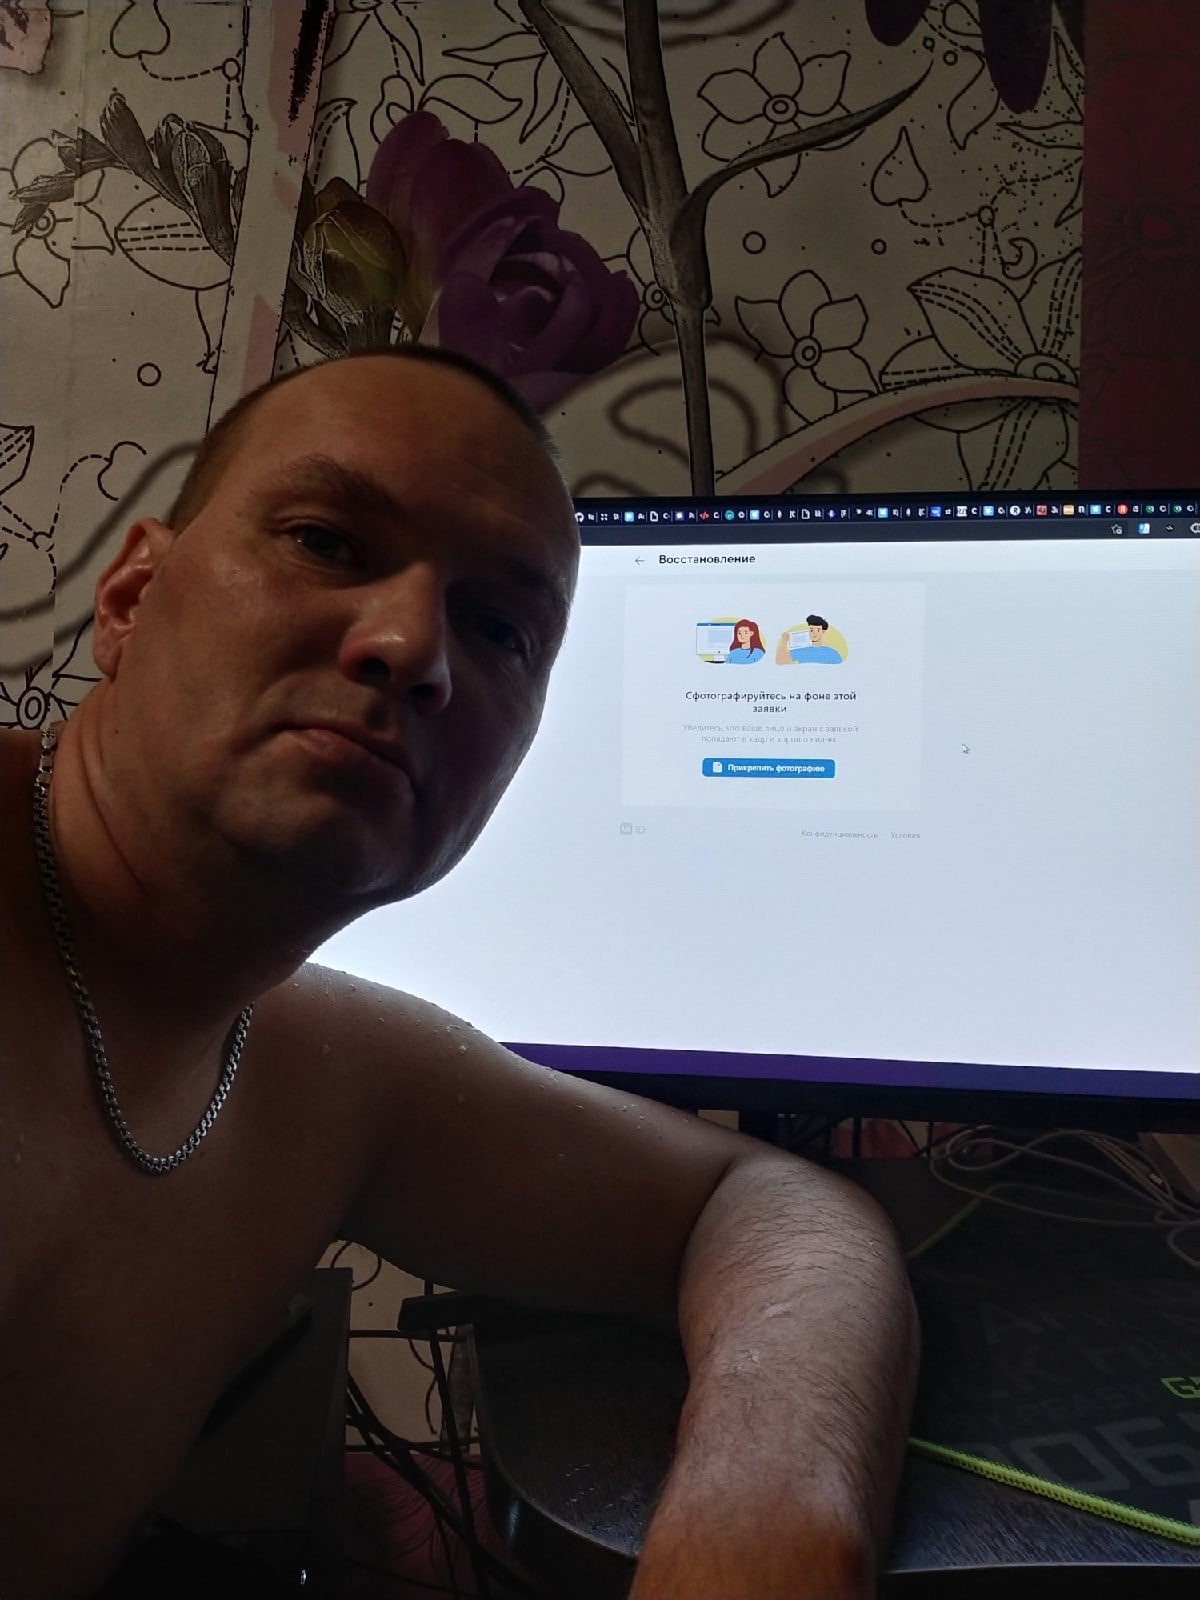 Восстановление
Сфотографируйтесь на фоне этой
заявки
Убедитесь, что ваше лицо и экран с заявкой
попадают в кадр и хорошо видны.
Прикрепить фотографию
VK ID
Конфиденциальность Условия